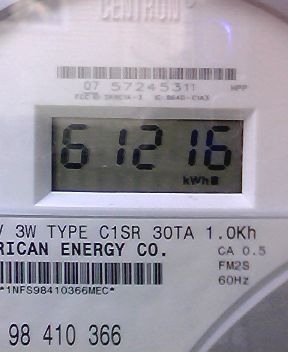 CENTRON®
07 57245311
HPP
61216
kWh
V 3W TYPE C1SR 30TA 1.0Kh
RICAN ENERGY CO.
CA 0.5
FM2S
60Hz
*1NFS98410366MEC*
98 410 366